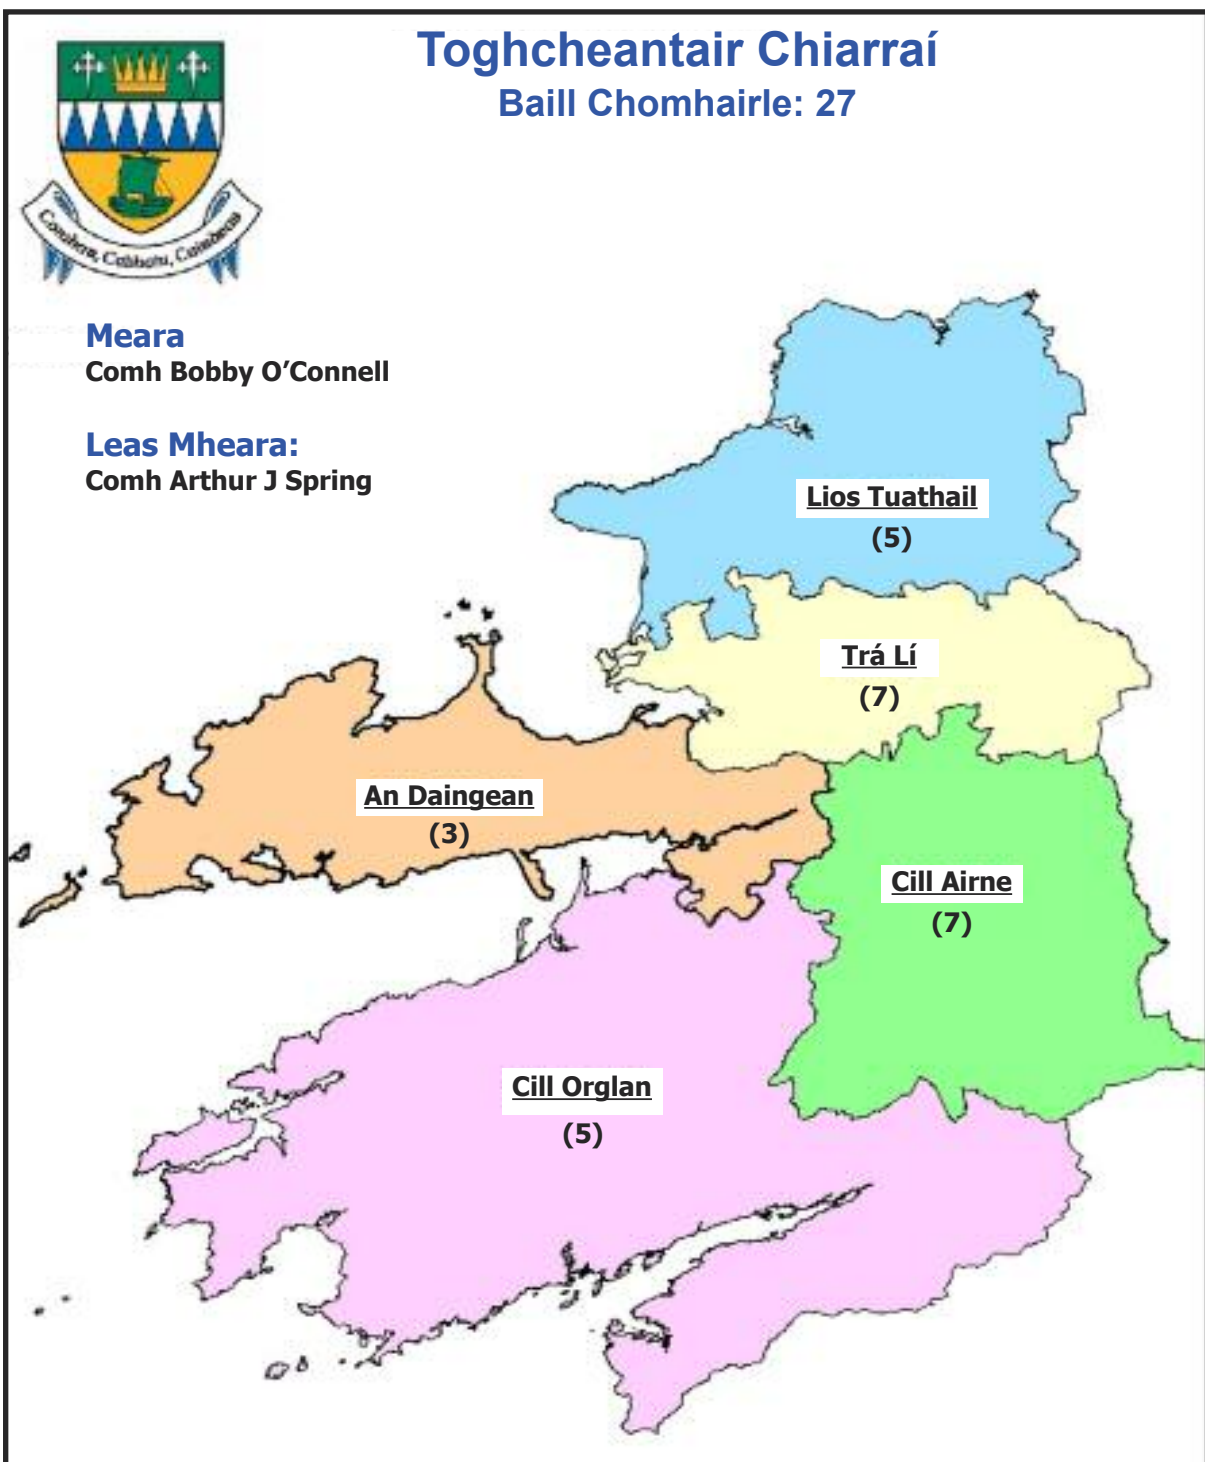 Toghcheantair Chiarraí
Baill Chomhairle: 27
Meara
Comh Bobby O’Connell
Leas Mheara:
Comh Arthur J Spring
Lios Tuathail
(5)
Trá Lí
(7)
An Daingean
(3)
Cill Airne
(7)
Cill Orglan
(5)